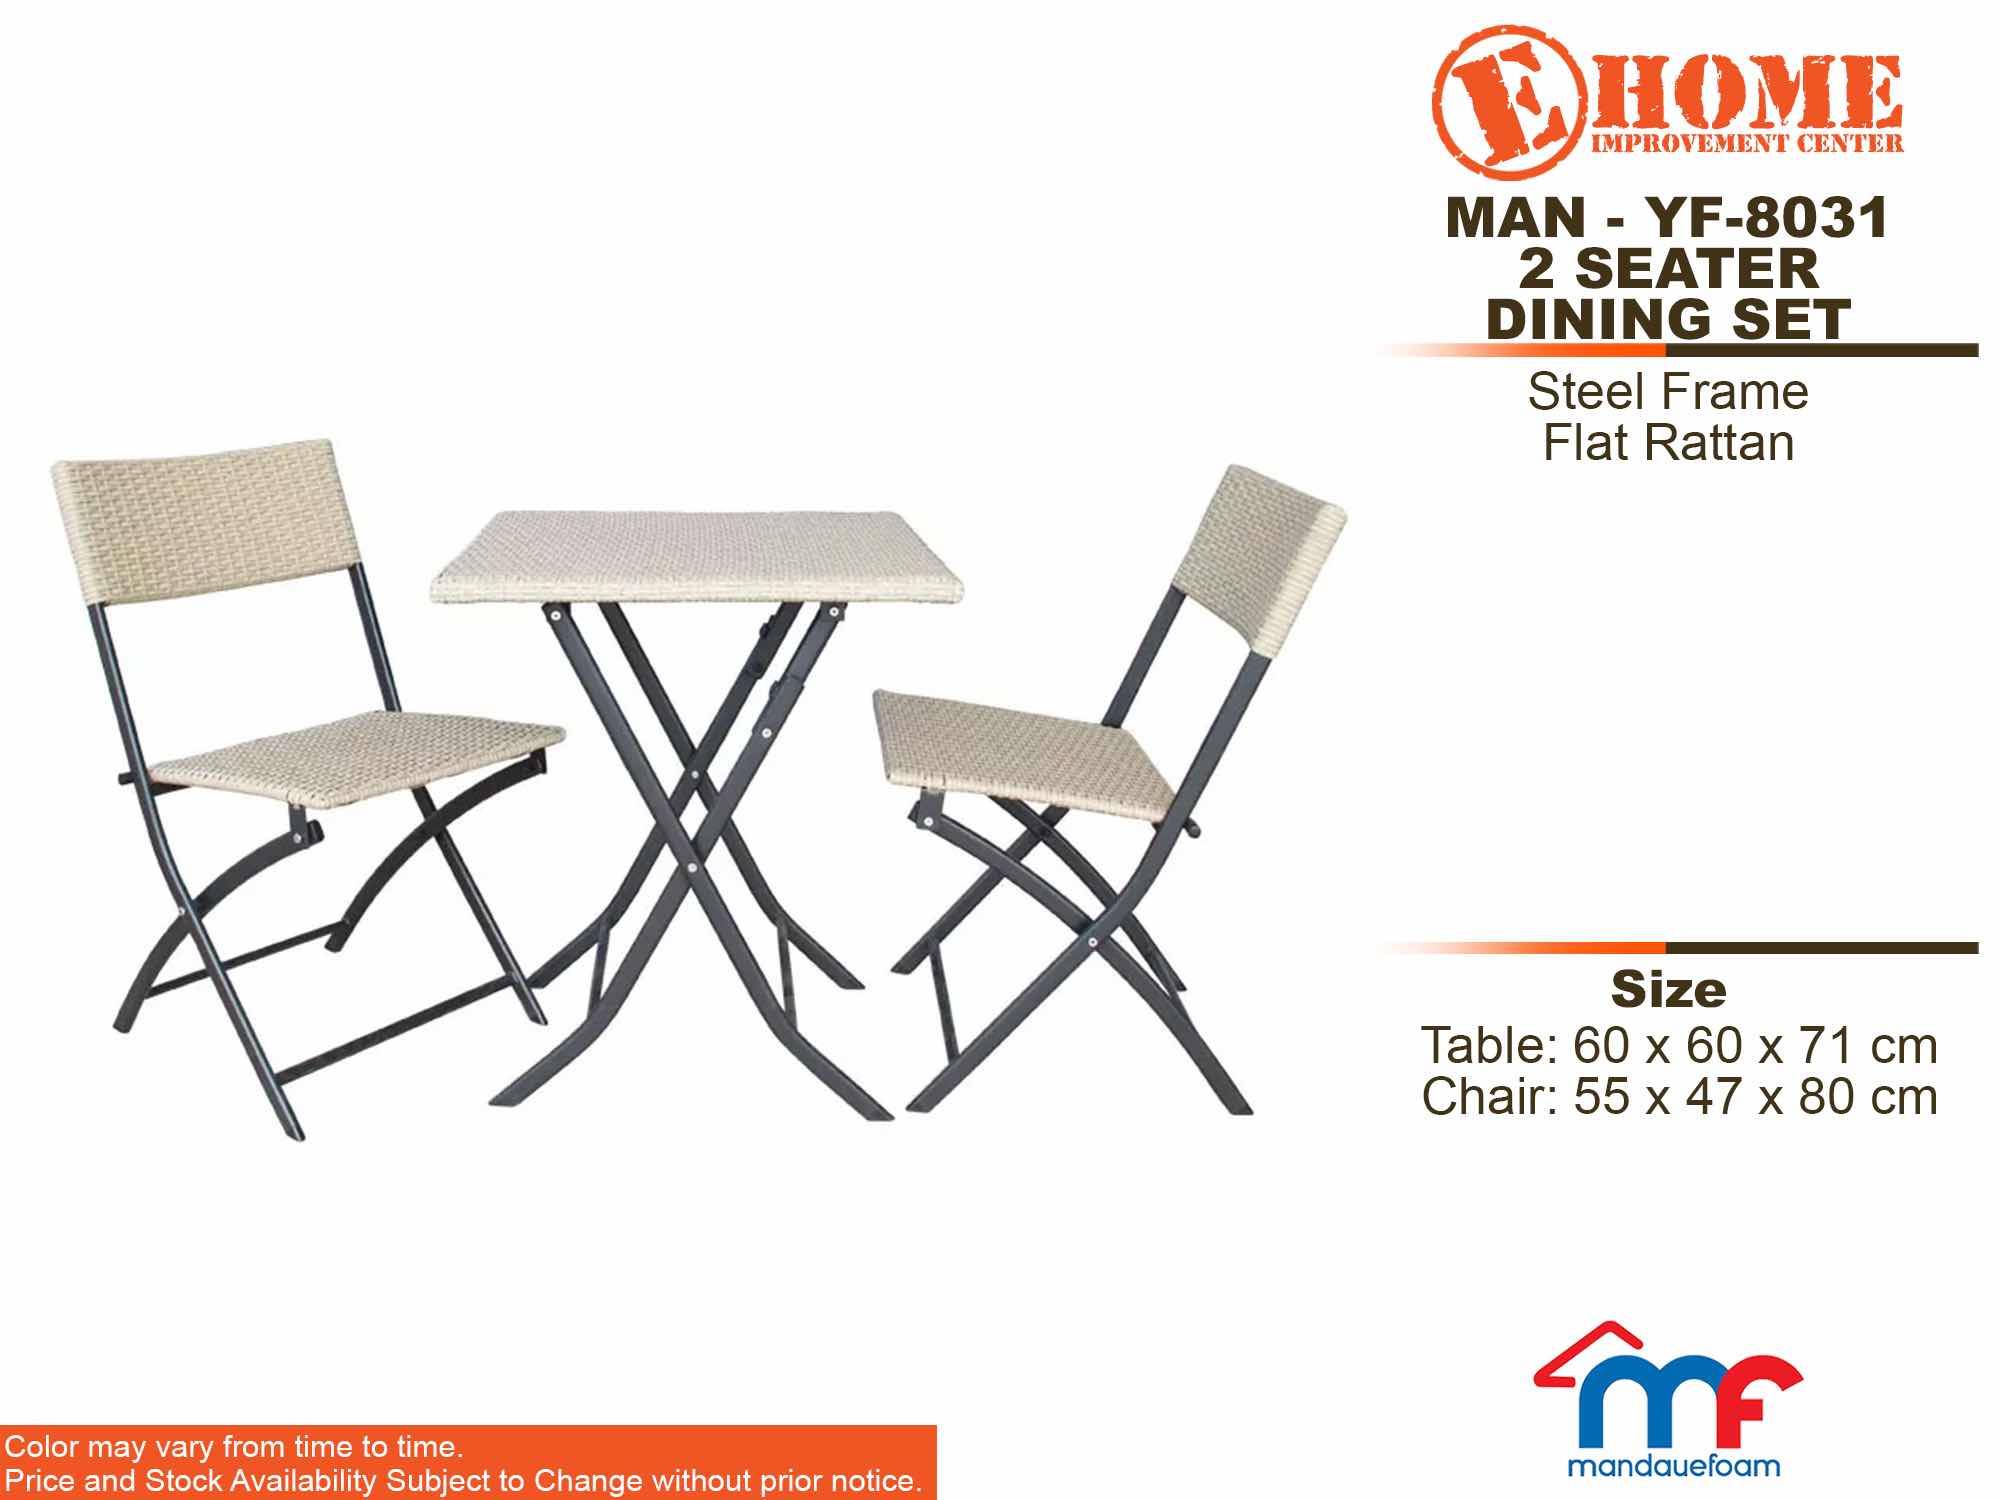 E HOME
IMPROVEMENT CENTER
MAN - YF-8031
2 SEATER
DINING SET
Steel Frame
Flat Rattan
Size
Table: 60 x 60 x 71 cm
Chair: 55 x 47 x 80 cm
mf
mandauefoam
Color may vary from time to time.
Price and Stock Availability Subject to Change without prior notice.